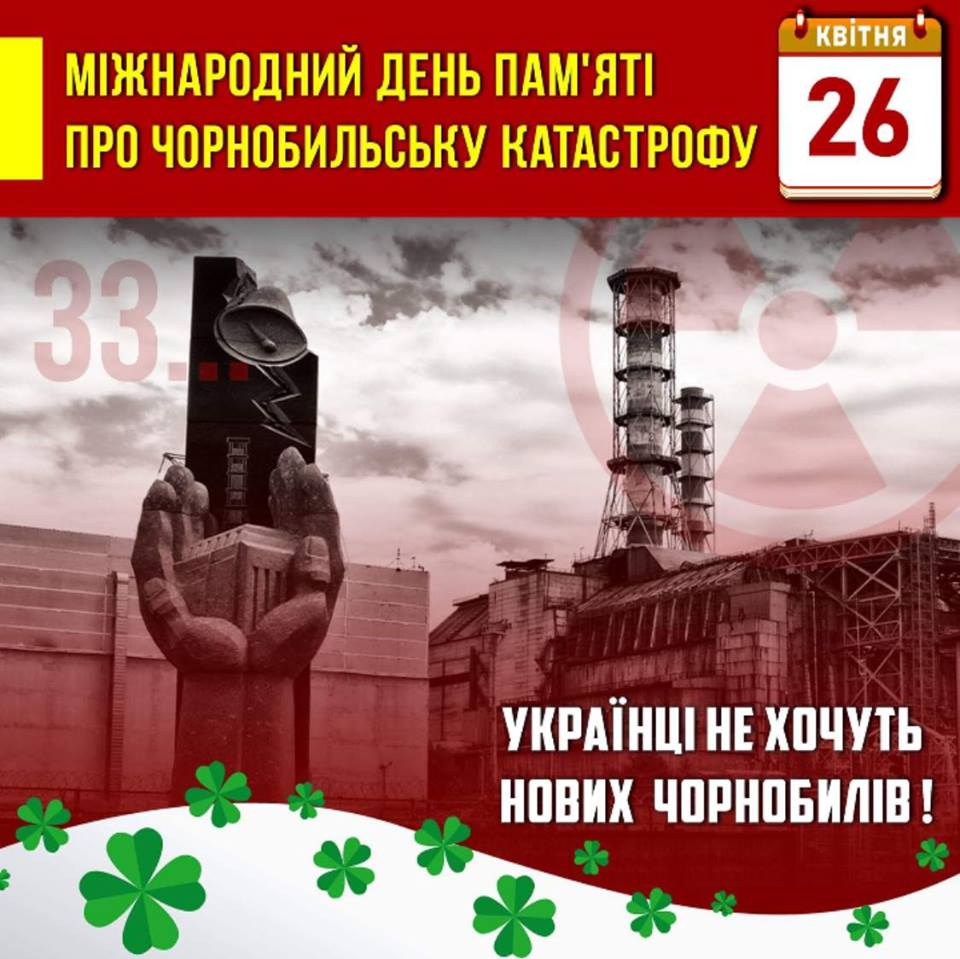 КВІТНЯ
26
МІЖНАРОДНИЙ ДЕНЬ ПАМ'ЯТІ
ПРО ЧОРНОБИЛЬСЬКУ КАТАСТРОФУ
33...
УКРАЇНЦІ НЕ ХОЧУТЬ
НОВИХ ЧОРНОБИЛІВ!